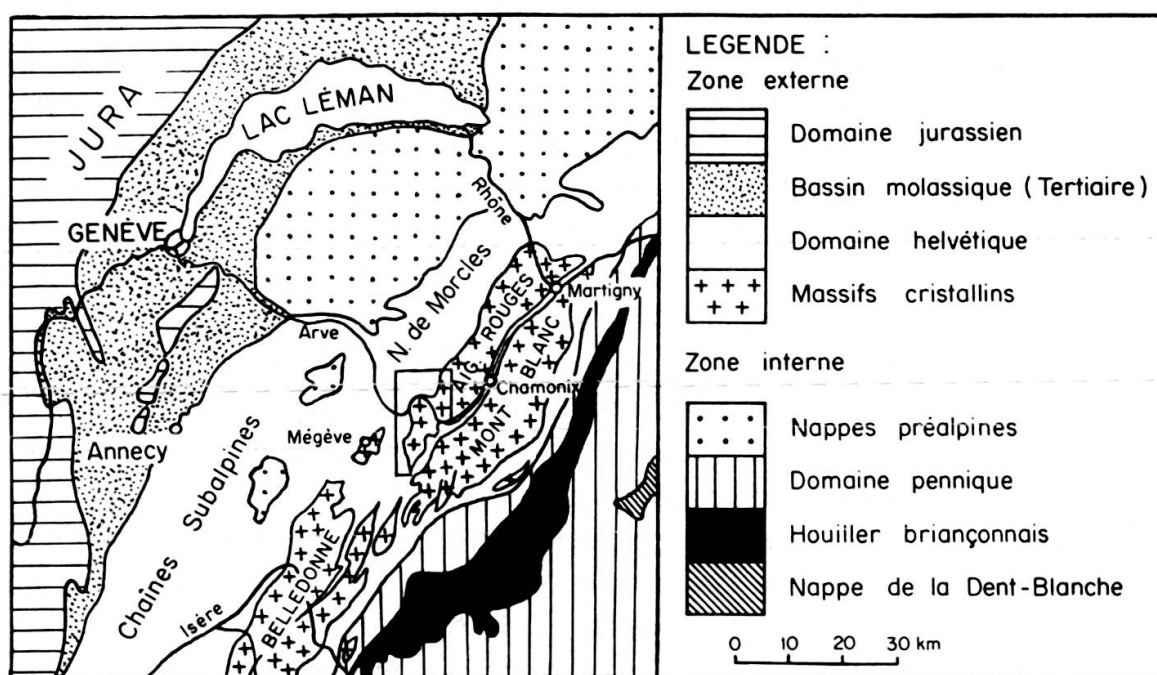 JURA
LAC LÉMAN
GENÈVE
Rhône
Martigny
N. de Morcles
AIG. ROUGES
MONT BLANC
Chamonix
Arve
Mégève
Annecy
Chaînes Subalpines
BELLEDONNE
Isère
LEGENDE :
Zone externe
Domaine jurassien
Bassin molassique (Tertiaire)
Domaine helvétique
Massifs cristallins
Zone interne
Nappes préalpines
Domaine pennique
Houiller briançonnais
Nappe de la Dent-Blanche
0 10 20 30 km